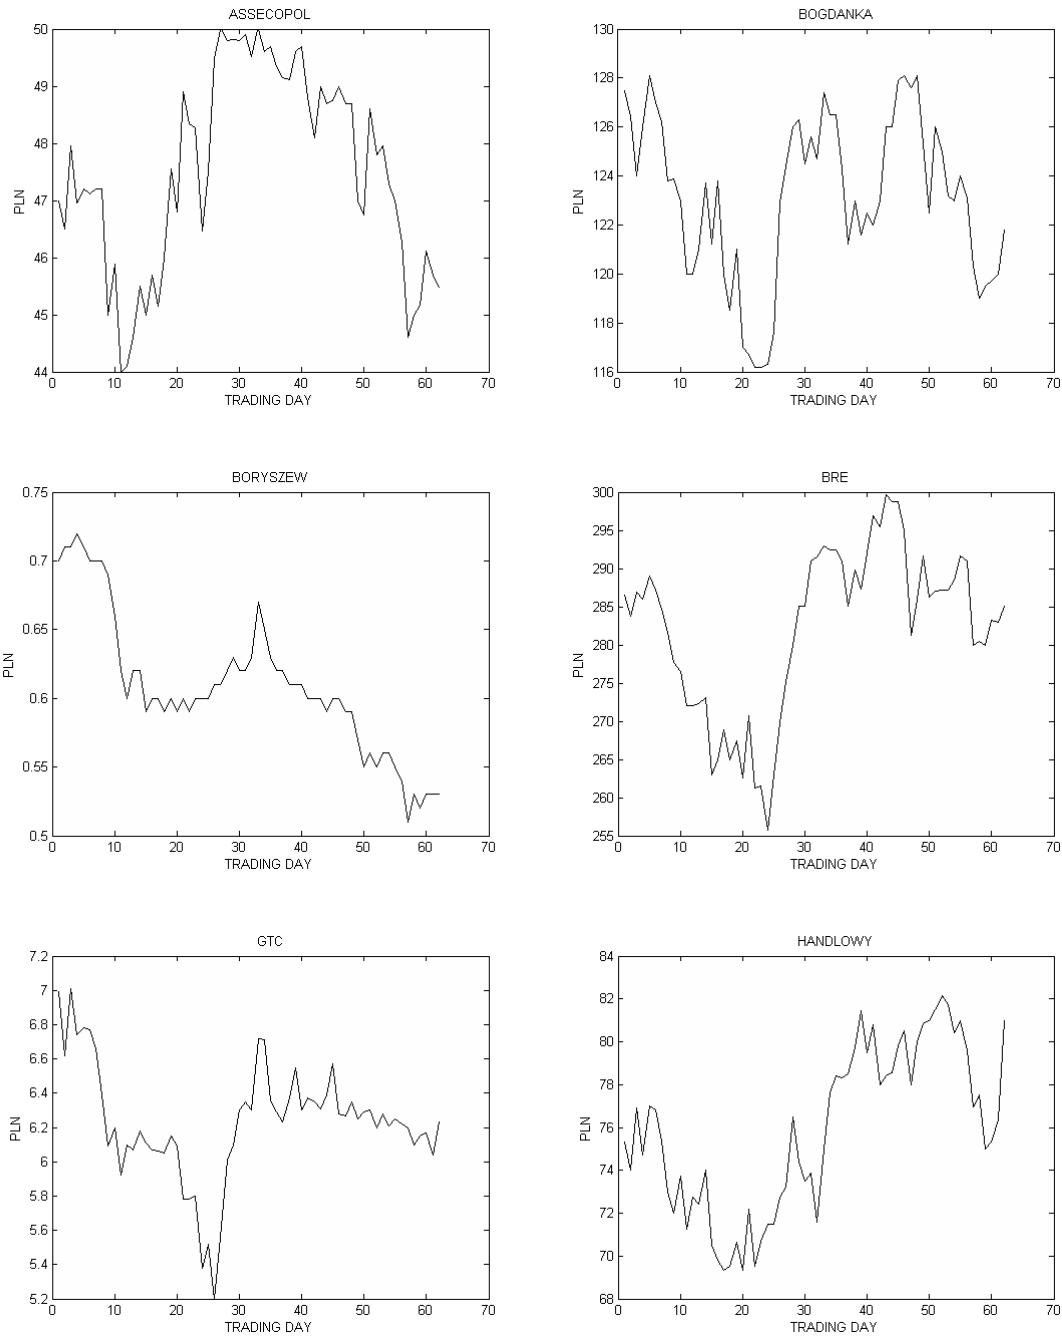 ASSECOPOL
50
49
48
47
46
45
44
PLN
0 10 20 30 40 50 60 70
TRADING DAY
BOGDANKA
130
128
126
124
122
120
118
116
PLN
0 10 20 30 40 50 60 70
TRADING DAY
BORYSZEW
0.75
0.7
0.65
0.6
0.55
0.5
PLN
0 10 20 30 40 50 60 70
TRADING DAY
BRE
300
295
290
285
280
275
270
265
260
255
PLN
0 10 20 30 40 50 60 70
TRADING DAY
GTC
7.2
7
6.8
6.6
6.4
6.2
6
5.8
5.6
5.4
5.2
PLN
0 10 20 30 40 50 60 70
TRADING DAY
HANDLOWY
84
82
80
78
76
74
72
70
68
PLN
0 10 20 30 40 50 60 70
TRADING DAY